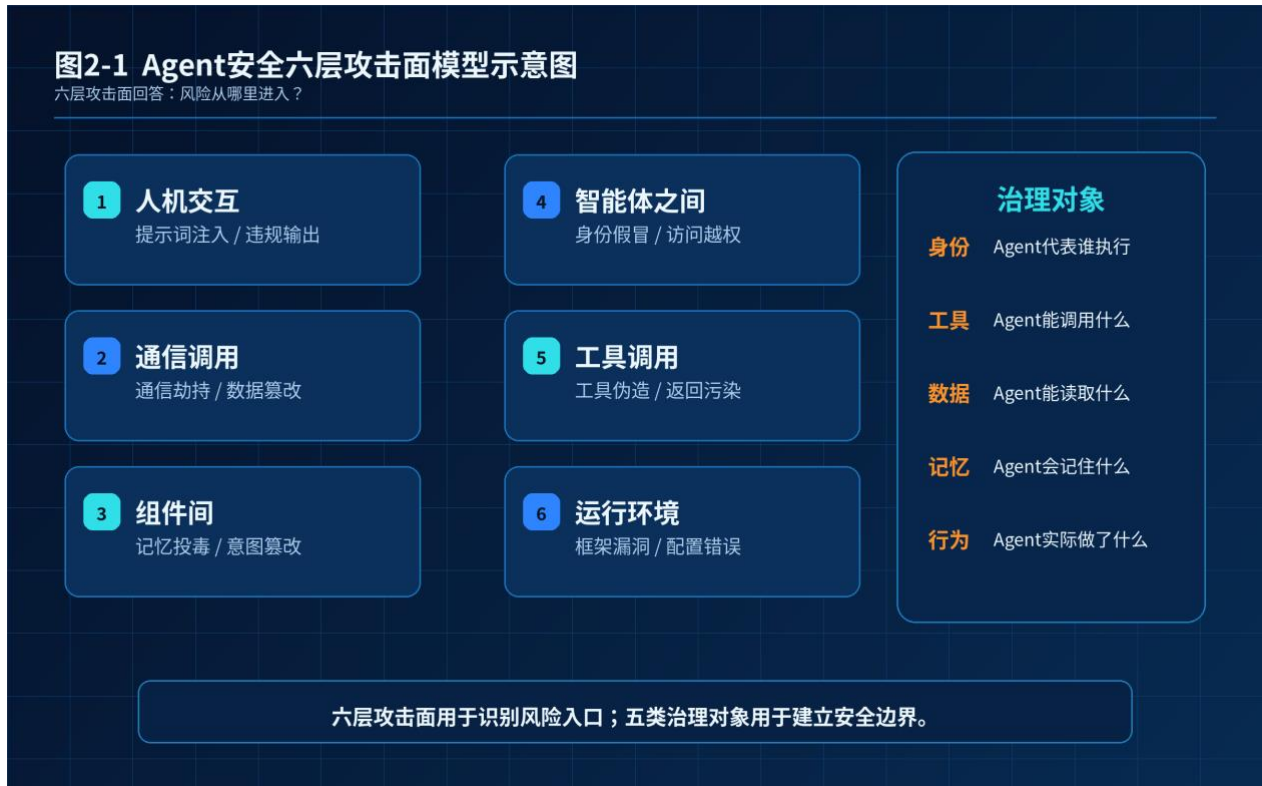 图2-1 Agent安全六层攻击面模型示意图
六层攻击面回答：风险从哪里进入？
1 人机交互
提示词注入 / 违规输出
2 通信调用
通信劫持 / 数据篡改
3 组件间
记忆投毒 / 意图篡改
4 智能体之间
身份假冒 / 访问越权
5 工具调用
工具伪造 / 返回污染
6 运行环境
框架漏洞 / 配置错误
治理对象
身份 Agent代表谁执行
工具 Agent能调用什么
数据 Agent能读取什么
记忆 Agent会记住什么
行为 Agent实际做了什么
六层攻击面用于识别风险入口；五类治理对象用于建立安全边界。